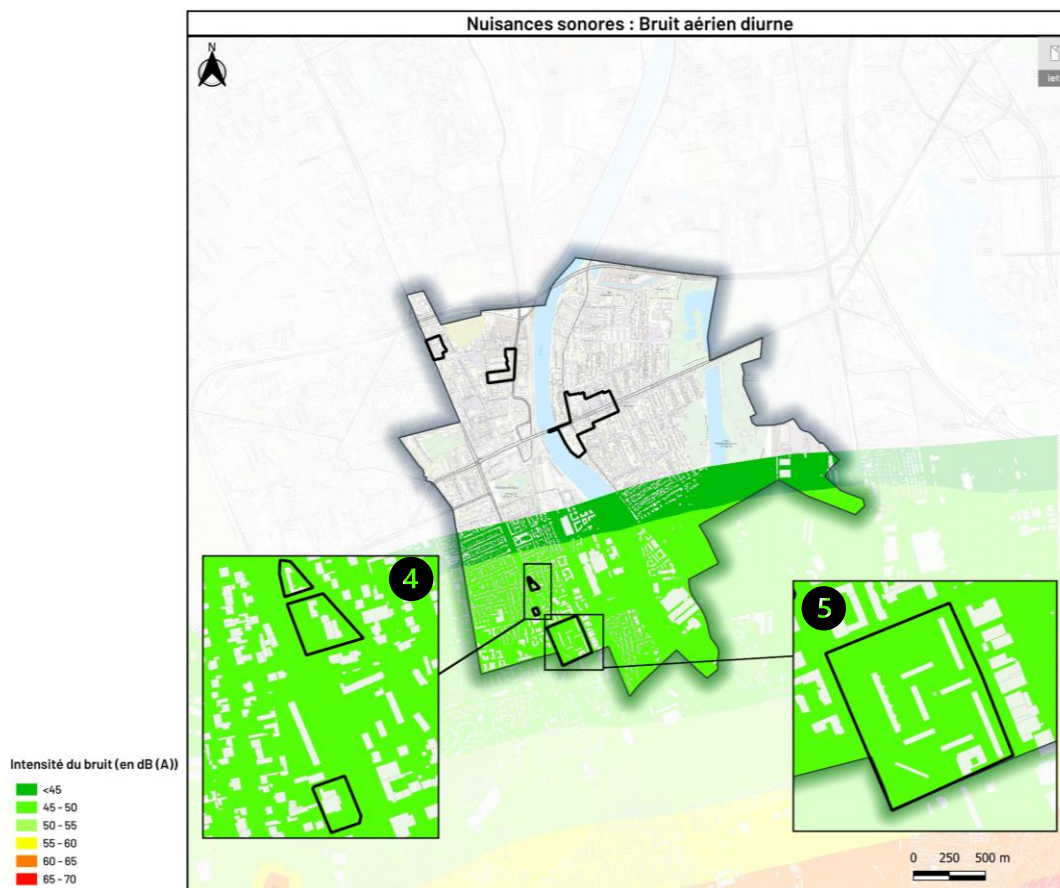 Nuisances sonores : Bruit aérien diurne
N
4
5
Intensité du bruit (en dB (A))
<45
45 - 50
50 - 55
55 - 60
60 - 65
65 - 70
0 250 500 m